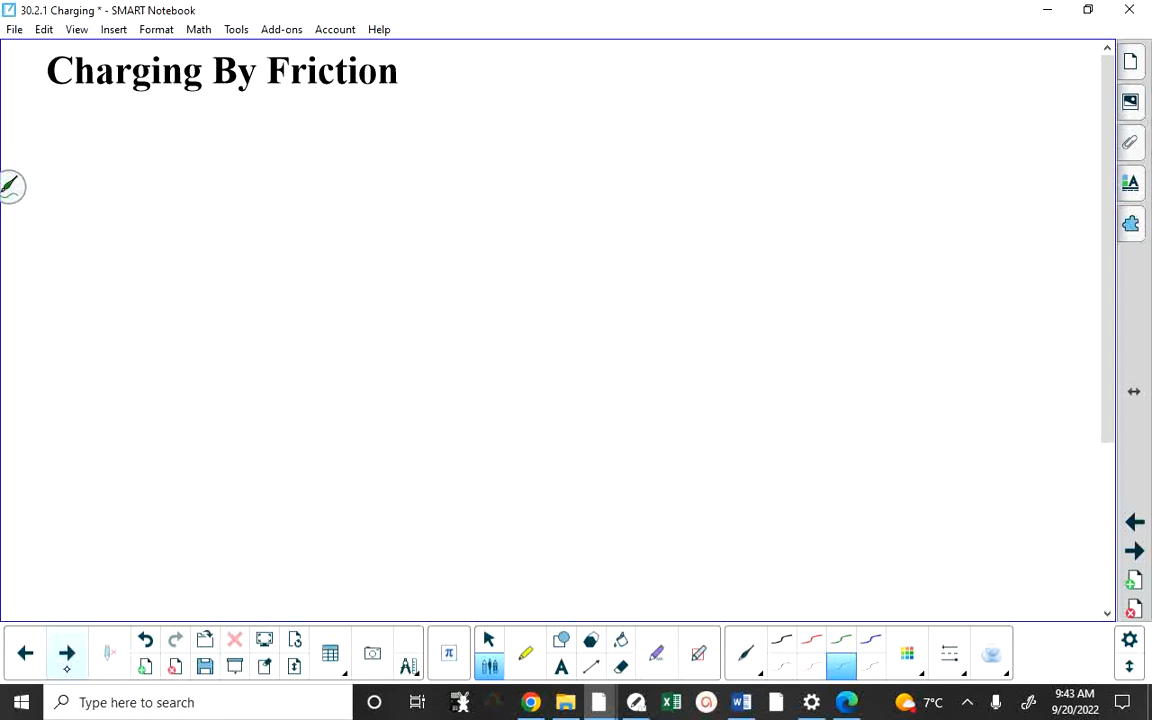 30.2.1 Charging * - SMART Notebook
File Edit View Insert Format Math Tools Add-ons Account Help
Charging By Friction
π
A
Type here to search
7°C
9:43 AM
9/20/2022